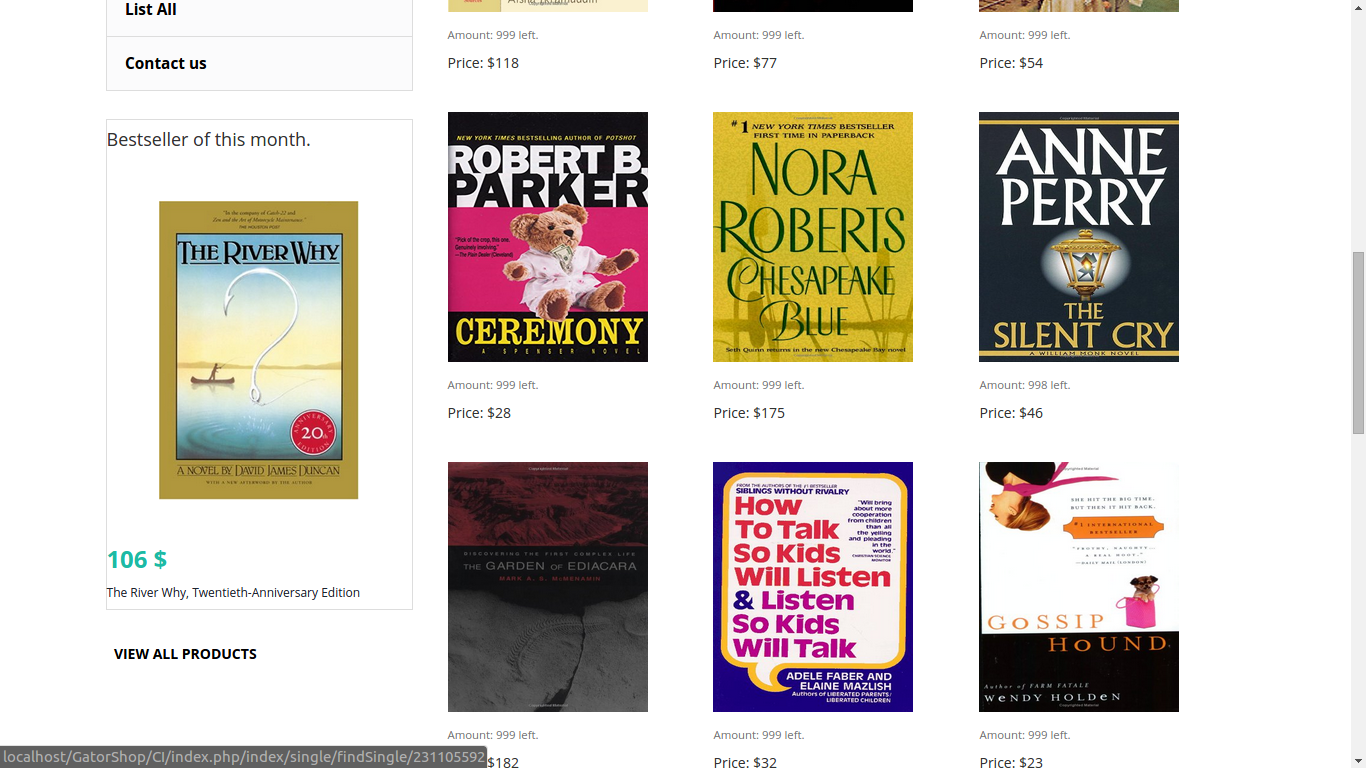 List All
Contact us
Bestseller of this month.
"In the company of Catch-22 and
Zen and the Art of Motorcycle Maintenance."
THE HOUSTON POST
THE RIVER WHY
ANNIVERSARY
20th
EDITION
A NOVEL BY DAVID JAMES DUNCAN
WITH A NEW AFTERWORD BY THE AUTHOR
106 $
The River Why, Twentieth-Anniversary Edition
VIEW ALL PRODUCTS
Amount: 999 left.
Price: $118
Amount: 999 left.
Price: $77
Amount: 999 left.
Price: $54
NEW YORK TIMES BESTSELLING AUTHOR OF POTSHOT
ROBERT B.
PARKER
"Pick of the crop, this one.
Genuinely involving."
—The Plain Dealer (Cleveland)
CEREMONY
A SPENSER NOVEL
Amount: 999 left.
Price: $28
#1 NEW YORK TIMES BESTSELLER
FIRST TIME IN PAPERBACK
NORA
ROBERTS
CHESAPEAKE
BLUE
Seth Quinn returns in the new Chesapeake Bay novel
Amount: 999 left.
Price: $175
ANNE
PERRY
THE
SILENT CRY
A WILLIAM MONK NOVEL
Amount: 998 left.
Price: $46
DISCOVERING THE FIRST COMPLEX LIFE
THE GARDEN OF EDIACARA
MARK A. S. McMENAMIN
Amount: 999 left.
$182
FROM THE AUTHORS OF THE #1 BESTSELLER
SIBLINGS WITHOUT RIVALRY
How
To Talk
So Kids
Will Listen
& Listen
So Kids
Will Talk
"Will bring
about more
cooperation
from children
than all
the yelling
and pleading
in the
world."
CHRISTIAN SCIENCE
MONITOR
ADELE FABER AND
ELAINE MAZLISH
Authors of LIBERATED PARENTS/
LIBERATED CHILDREN
Amount: 999 left.
Price: $32
SHE HIT THE BIG TIME,
BUT THEN IT HIT BACK.
#1 INTERNATIONAL
BESTSELLER
"FROTHY, NAUGHTY...
A REAL HOOT."
—DAILY MAIL (LONDON)
GOSSIP
HOUND
Author of FARM FATALE
WENDY HOLDEN
Amount: 999 left.
Price: $23
localhost/GatorShop/CI/index.php/index/single/findSingle/231105592